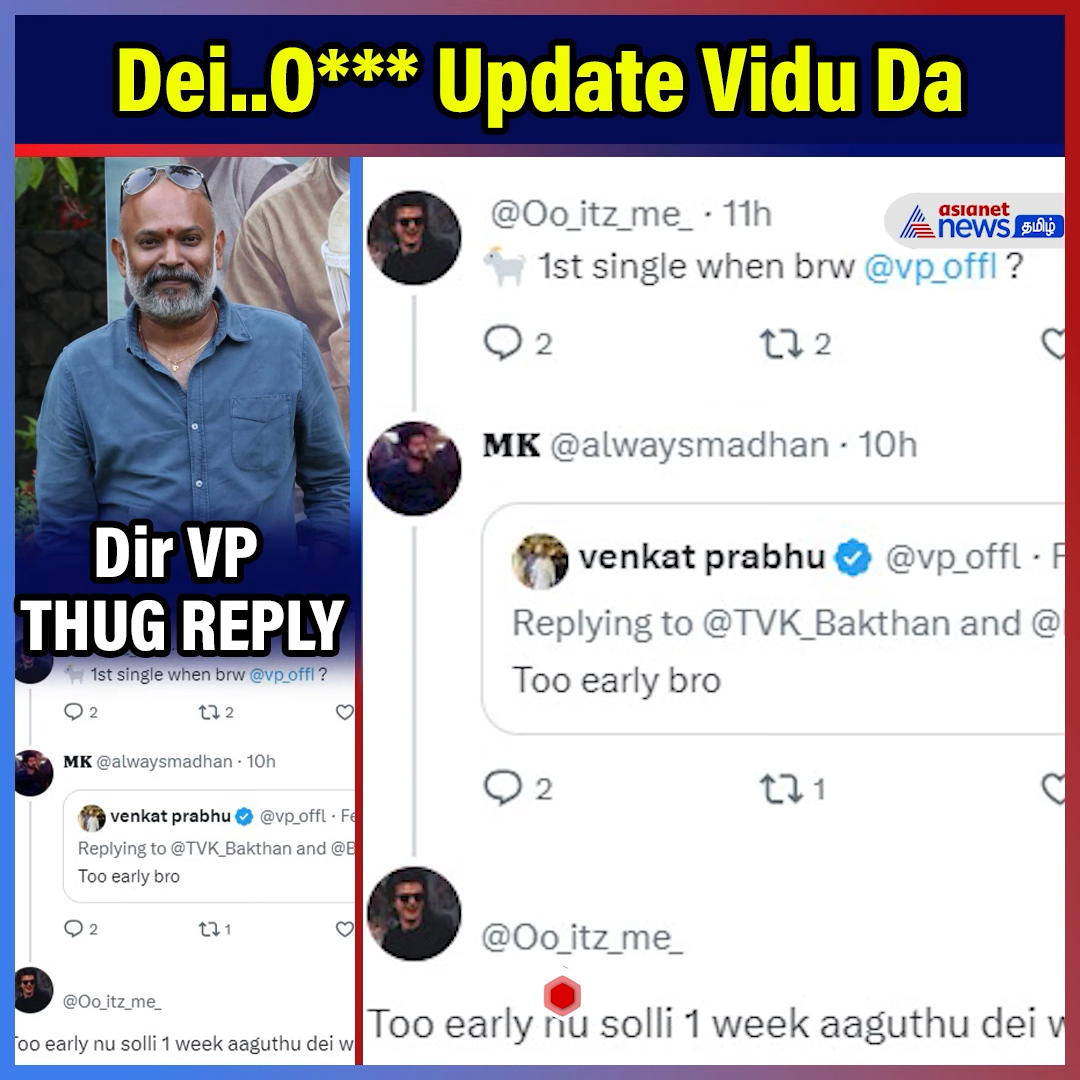 Dei..O*** Update Vidu Da
@Oo_itz_me_ · 11h
asianet
news தமிழ்
1st single when brw @vp_offl ?
2 2
MK @alwaysmadhan · 10h
venkat prabhu @vp_offl · F
Replying to @TVK_Bakthan and @
Too early bro
2 1
@Oo_itz_me_
Too early nu solli 1 week aaguthu dei w
Dir VP
THUG REPLY
1st single when brw @vp_offl ?
2 2
MK @alwaysmadhan · 10h
venkat prabhu @vp_offl · Fe
Replying to @TVK_Bakthan and @B
Too early bro
2 1
@Oo_itz_me_
Too early nu solli 1 week aaguthu dei w